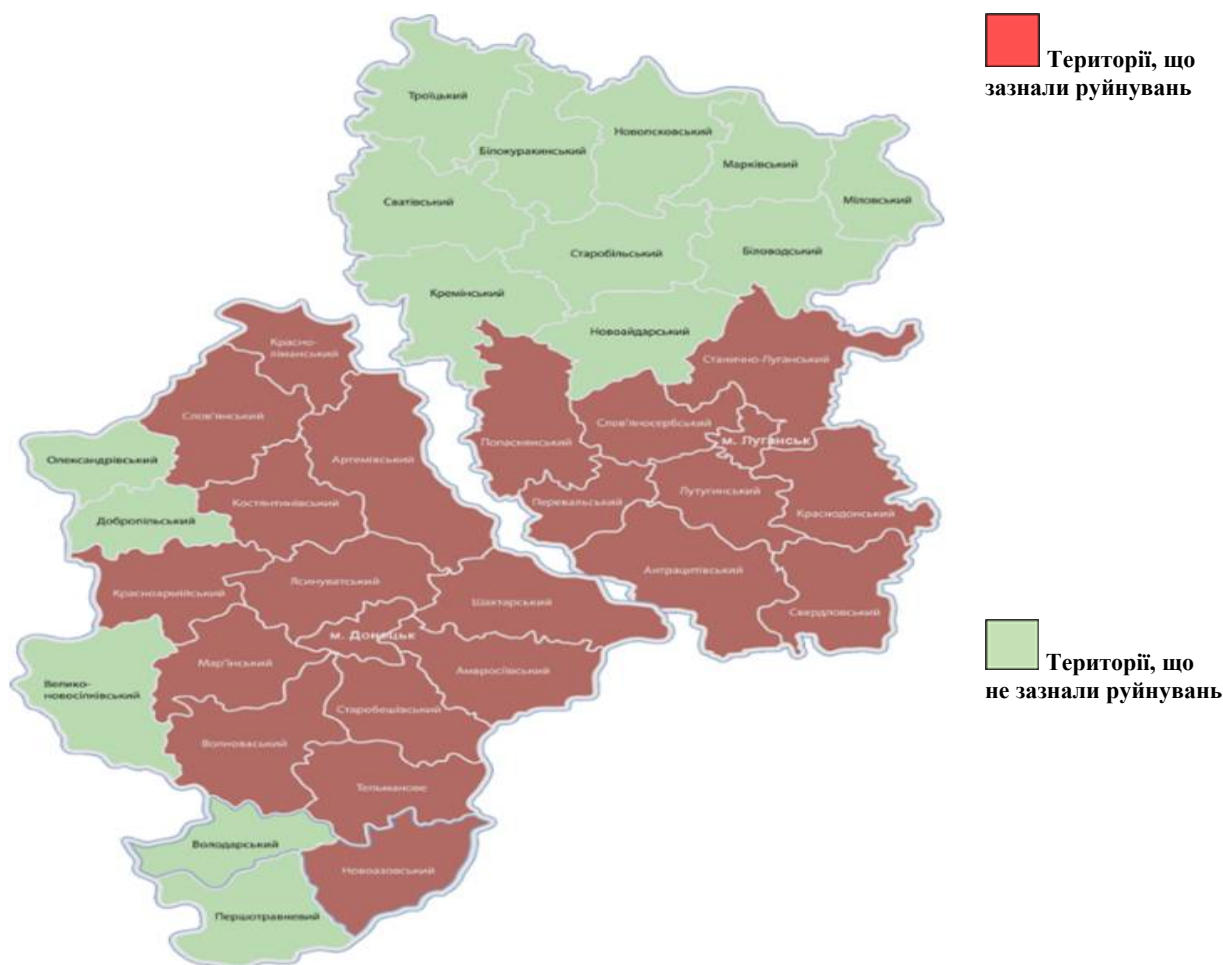 Території, що
зазнали руйнувань
Троїцький
Білокуракинський
Новопсковський
Марківський
Міловський
Сватівський
Старобільський
Біловодський
Кремінський
Новоайдарський
Красно-
лиманський
Станично-Луганський
Слов'янський
Попаснянський
Слов'яносербський
м. Луганськ
Олександрівський
Артемівський
Костянтинівський
Перевальський
Лутугинський
Краснодонський
Добропільський
Антрацитівський
Свердловський
Красноармійський
Ясинуватський
Шахтарський
м. Донецьк
Мар'їнський
Амвросіївський
Велико-
новосілківський
Старобешівський
Волноваський
Тельманове
Володарський
Новоазовський
Першотравневий
Території, що
не зазнали руйнувань